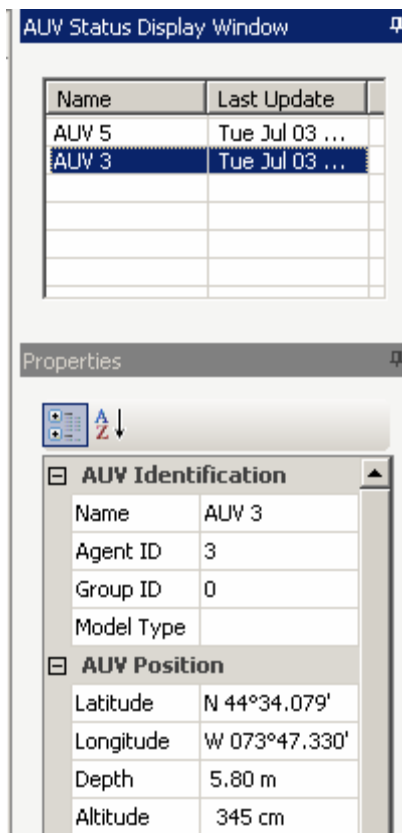 AUV Status Display Window
Name Last Update
AUV 5 Tue Jul 03 ...
AUV 3 Tue Jul 03 ...
Properties
A
Z
AUV Identification
Name AUV 3
Agent ID 3
Group ID 0
Model Type
AUV Position
Latitude N 44°34.079'
Longitude W 073°47.330'
Depth 5.80 m
Altitude 345 cm